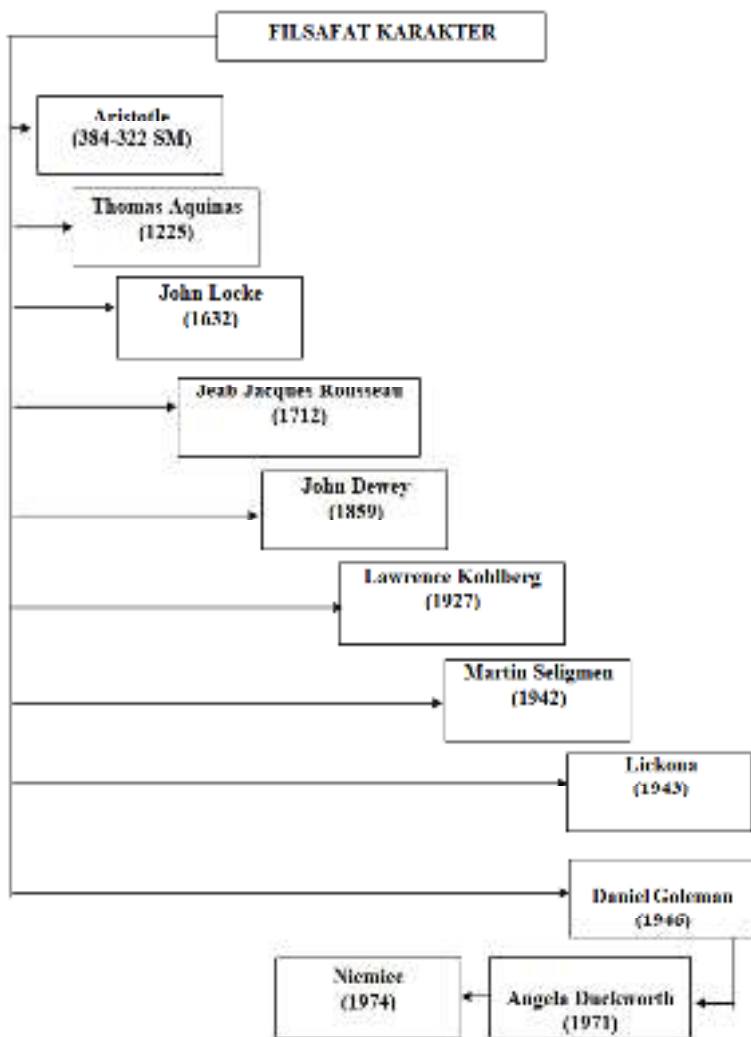 FILSAFAT KARAKTER
Aristotle
(384-322 SM)
Thomas Aquinas
(1225)
John Locke
(1632)
Jeab Jacques Rousseau
(1712)
John Dewey
(1859)
Lawrence Kohlberg
(1927)
Martin Seligmen
(1942)
Lickona
(1943)
Daniel Goleman
(1946)
Angela Duckworth
(1971)
Niemiec
(1974)